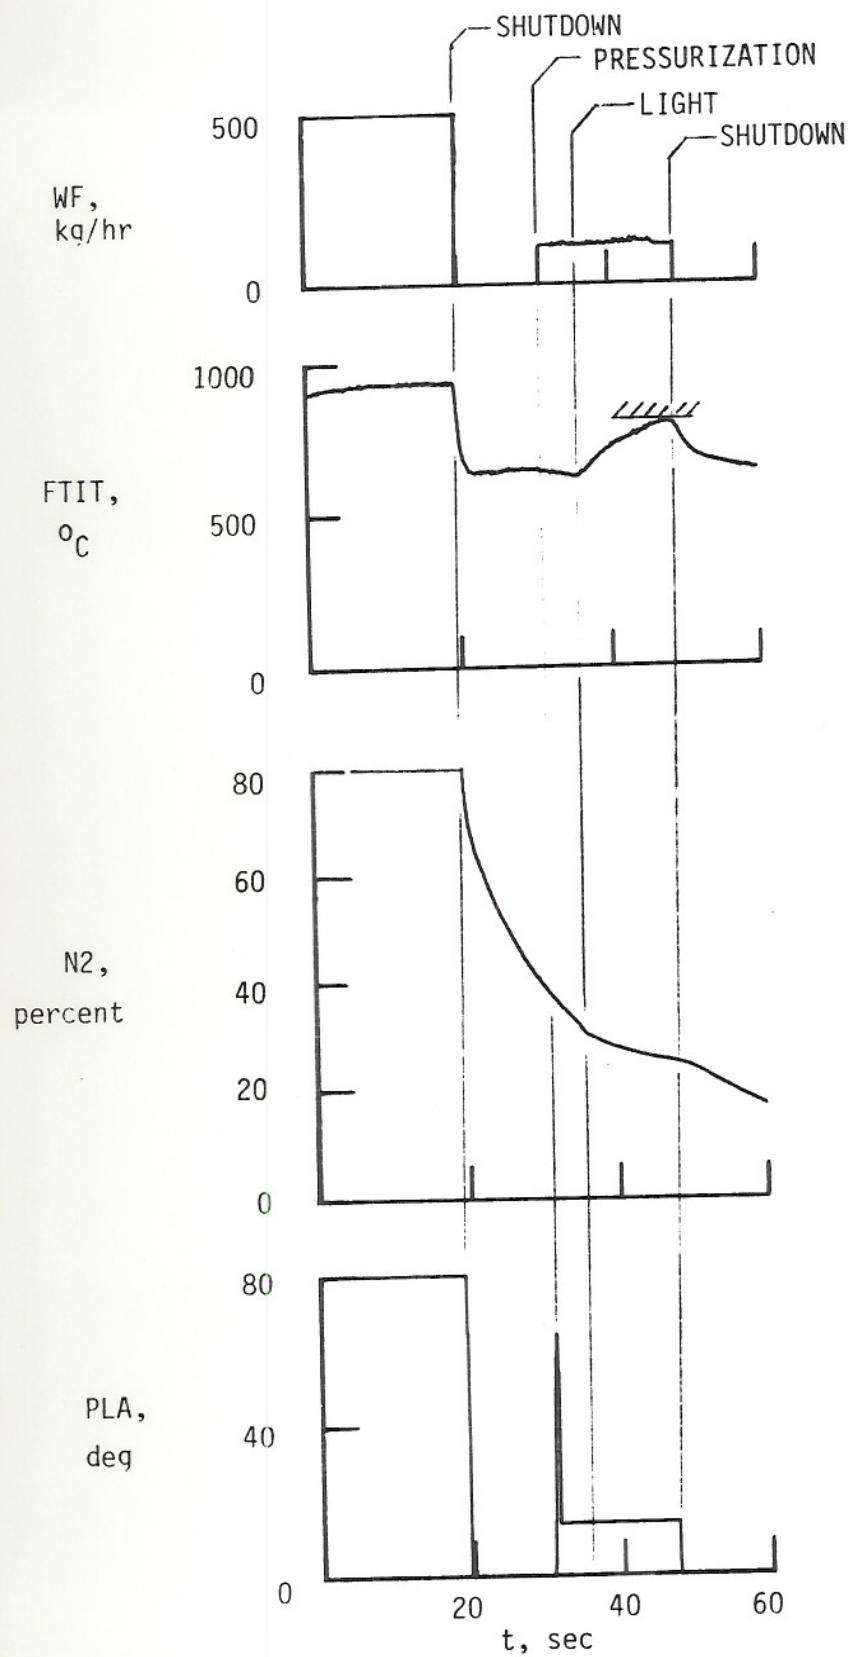 SHUTDOWN
PRESSURIZATION
LIGHT
SHUTDOWN
500
WF,
kg/hr
0
1000
FTIT,
500
°C
0
80
60
N2,
40
percent
20
0
80
PLA,
40
deg
0
20 40 60
t, sec